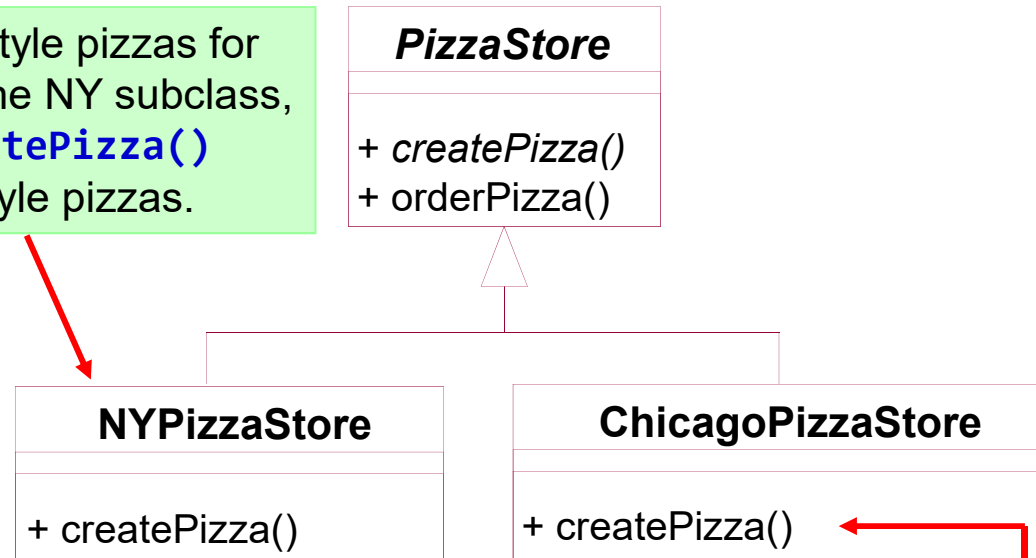 tyle pizzas for
he NY subclass,
tePizza()
yle pizzas.
PizzaStore
+ createPizza()
+ orderPizza()
NYPizzaStore
+ createPizza()
ChicagoPizzaStore
+ createPizza()